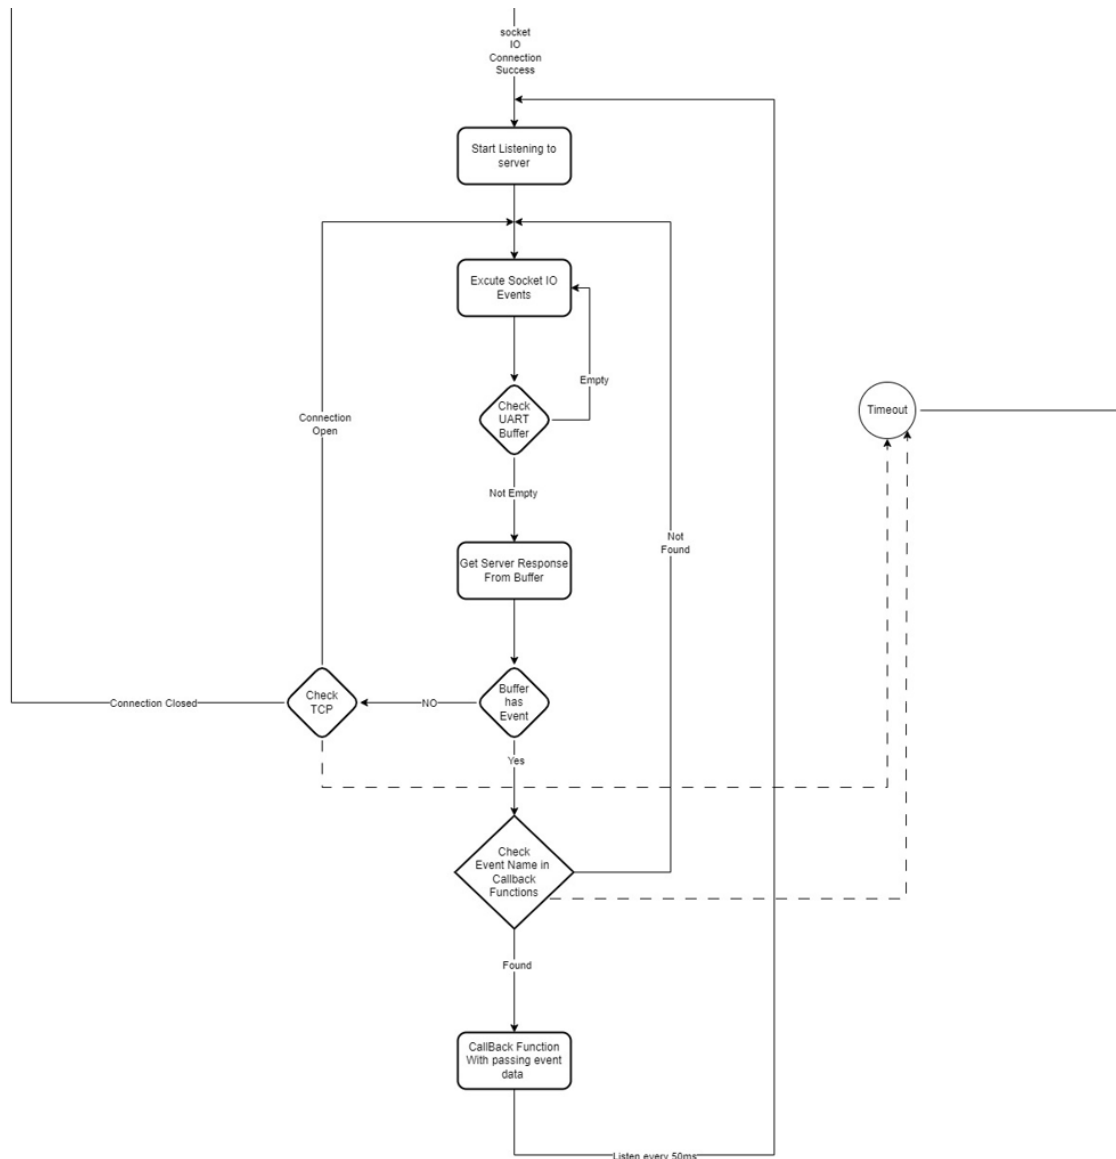 socket
IO
Connection
Success
Start Listening to
server
Excute Socket IO
Events
Empty
Check
UART
Buffer
Timeout
Connection
Open
Not Empty
Not
Found
Get Server Response
From Buffer
Connection Closed
Check
TCP
NO
Buffer
has
Event
Yes
Check
Event Name in
Callback
Functions
Found
CallBack Function
With passing event
data
Listen every 50ms